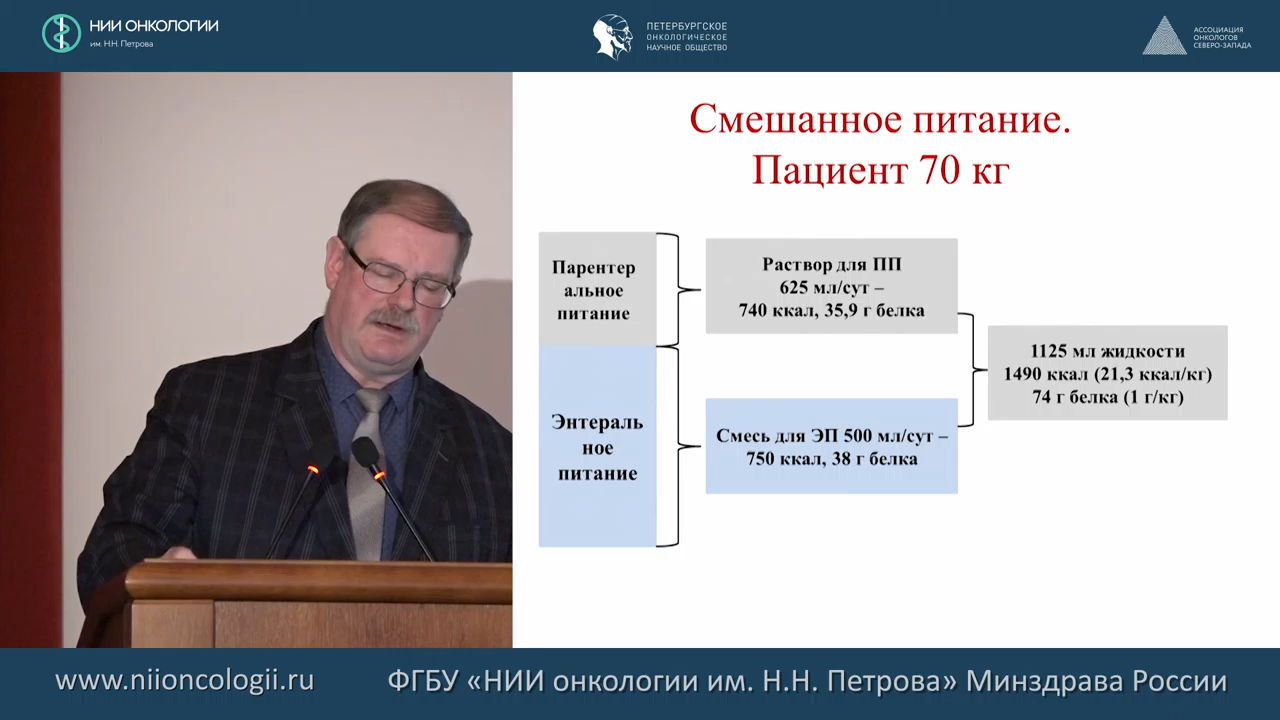 НИИ ОНКОЛОГИИ
им. Н.Н. Петрова
ПЕТЕРБУРГСКОЕ
ОНКОЛОГИЧЕСКОЕ
НАУЧНОЕ ОБЩЕСТВО
АССОЦИАЦИЯ
ОНКОЛОГОВ
СЕВЕРО-ЗАПАДА
Смешанное питание.
Пациент 70 кг
Парентер
альное
питание
Раствор для ПП
625 мл/сут –
740 ккал, 35,9 г белка
1125 мл жидкости
1490 ккал (21,3 ккал/кг)
74 г белка (1 г/кг)
Энтераль
ное
питание
Смесь для ЭП 500 мл/сут –
750 ккал, 38 г белка
www.niioncologii.ru
ФГБУ «НИИ онкологии им. Н.Н. Петрова» Минздрава России